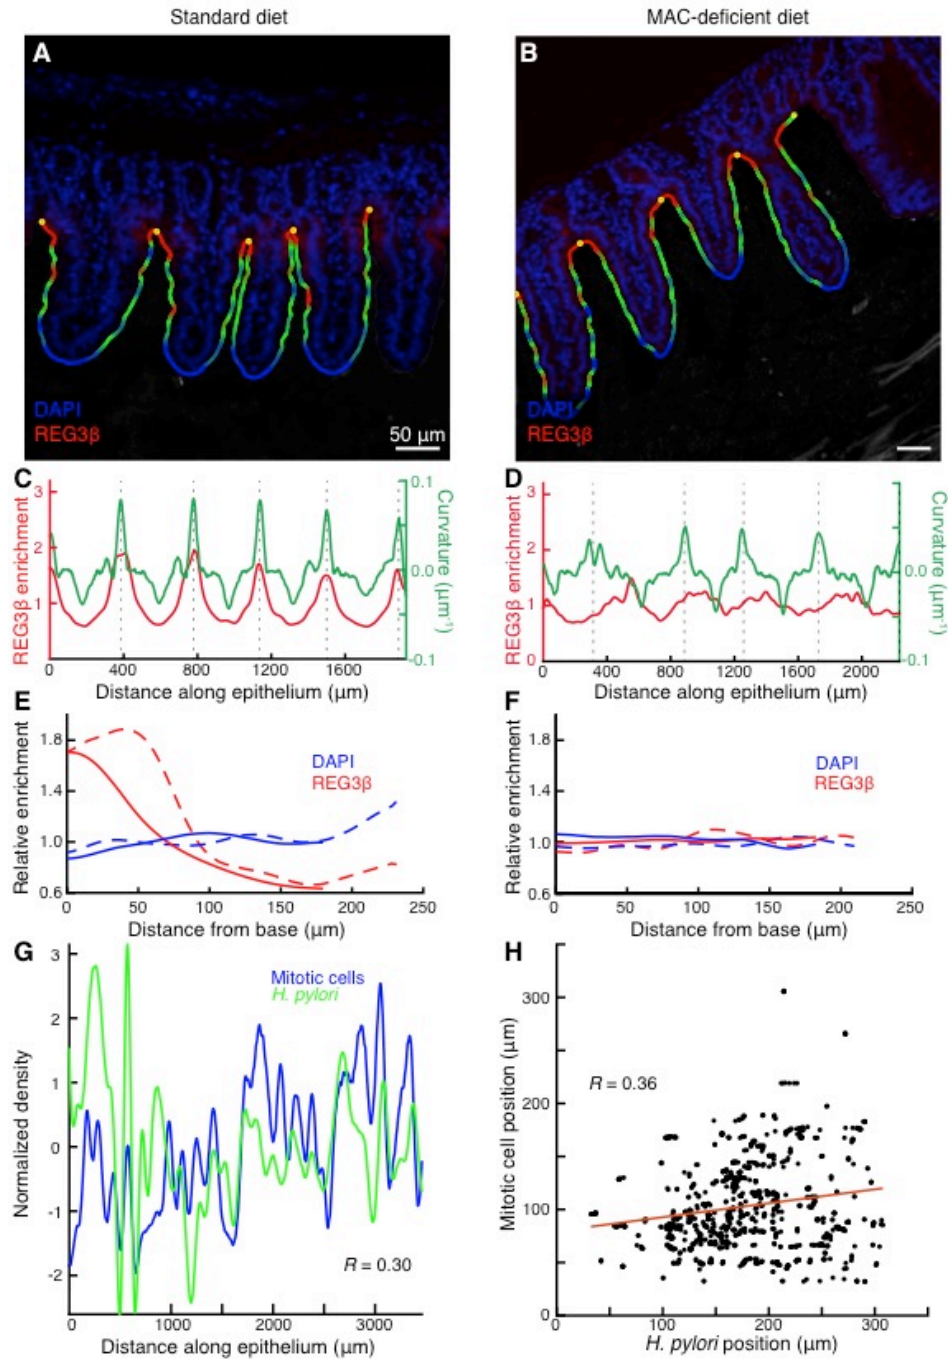 Standard diet
MAC-deficient diet
A
DAPI
REG3β
50 μm
B
DAPI
REG3β
C
REG3β enrichment
3
2
1
0.1
0.0
-0.1
Curvature (μm⁻¹)
0
400
800
1200
1600
Distance along epithelium (μm)
D
REG3β enrichment
3
2
1
0
0.1
0.0
-0.1
Curvature (μm⁻¹)
0
400
800
1200
1600
2000
Distance along epithelium (μm)
E
Relative enrichment
1.8
1.4
1.0
0.6
DAPI
REG3β
0
50
100
150
200
250
Distance from base (μm)
F
Relative enrichment
1.8
1.4
1.0
0.6
DAPI
REG3β
0
50
100
150
200
250
Distance from base (μm)
G
Normalized density
3
2
1
0
-1
-2
Mitotic cells
H. pylori
R = 0.30
0
1000
2000
3000
Distance along epithelium (μm)
H
Mitotic cell position (μm)
300
200
100
0
R = 0.36
0
100
200
300
H. pylori position (μm)